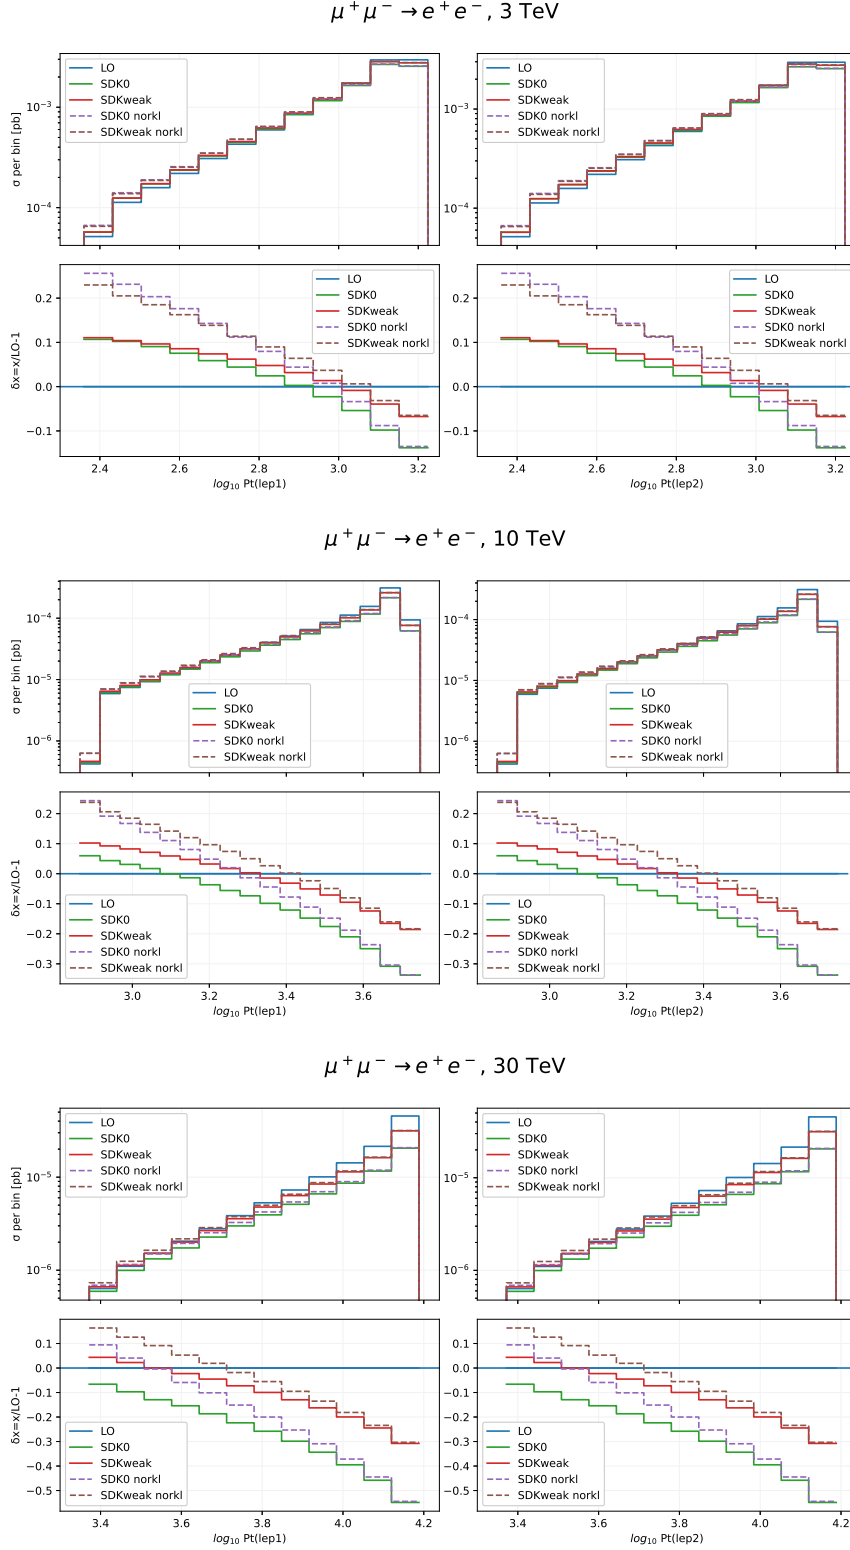 μ⁺μ⁻ → e⁺e⁻, 3 TeV
LO
SDK0
SDKweak
SDK0 norkl
SDKweak norkl
LO
SDK0
SDKweak
SDK0 norkl
SDKweak norkl
σ per bin [pb]
10⁻³
10⁻⁴
10⁻³
10⁻⁴
LO
SDK0
SDKweak
SDK0 norkl
SDKweak norkl
LO
SDK0
SDKweak
SDK0 norkl
SDKweak norkl
δx=x/LO-1
0.2
0.1
0.0
−0.1
0.2
0.1
0.0
−0.1
2.4 2.6 2.8 3.0 3.2
2.4 2.6 2.8 3.0 3.2
log₁₀ Pt(lep1)
log₁₀ Pt(lep2)
μ⁺μ⁻ → e⁺e⁻, 10 TeV
σ per bin [pb]
10⁻⁴
10⁻⁵
10⁻⁶
10⁻⁴
10⁻⁵
10⁻⁶
LO
SDK0
SDKweak
SDK0 norkl
SDKweak norkl
LO
SDK0
SDKweak
SDK0 norkl
SDKweak norkl
δx=x/LO-1
0.2
0.1
0.0
−0.1
−0.2
−0.3
0.2
0.1
0.0
−0.1
−0.2
−0.3
LO
SDK0
SDKweak
SDK0 norkl
SDKweak norkl
LO
SDK0
SDKweak
SDK0 norkl
SDKweak norkl
3.0 3.2 3.4 3.6
3.0 3.2 3.4 3.6
log₁₀ Pt(lep1)
log₁₀ Pt(lep2)
μ⁺μ⁻ → e⁺e⁻, 30 TeV
LO
SDK0
SDKweak
SDK0 norkl
SDKweak norkl
LO
SDK0
SDKweak
SDK0 norkl
SDKweak norkl
σ per bin [pb]
10⁻⁵
10⁻⁶
10⁻⁵
10⁻⁶
δx=x/LO-1
0.1
0.0
−0.1
−0.2
−0.3
−0.4
−0.5
0.1
0.0
−0.1
−0.2
−0.3
−0.4
−0.5
LO
SDK0
SDKweak
SDK0 norkl
SDKweak norkl
LO
SDK0
SDKweak
SDK0 norkl
SDKweak norkl
3.4 3.6 3.8 4.0 4.2
3.4 3.6 3.8 4.0 4.2
log₁₀ Pt(lep1)
log₁₀ Pt(lep2)